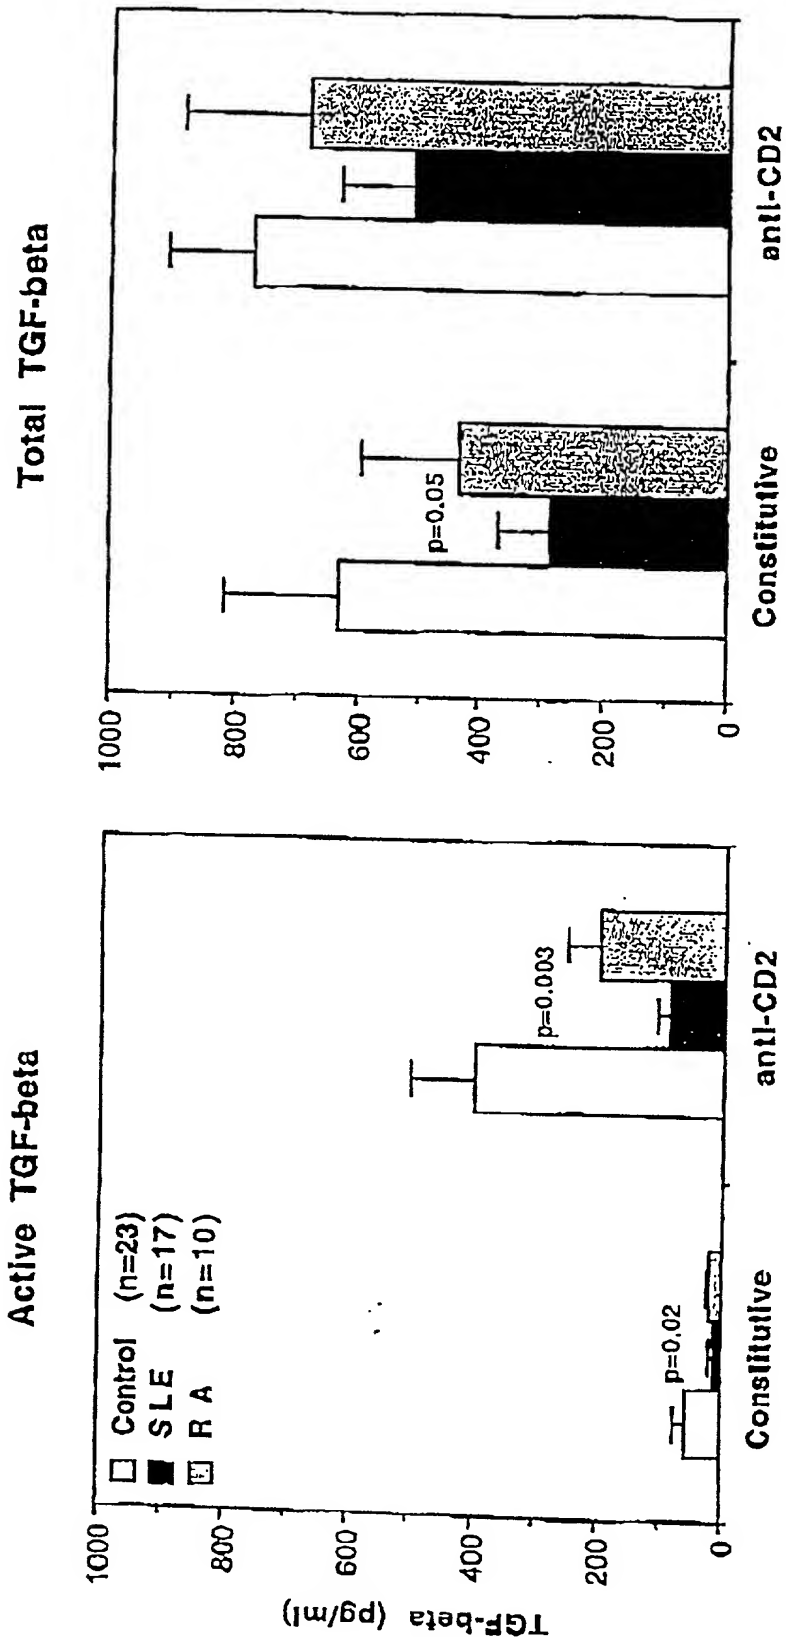 Active TGF-beta
Control (n=23)
SLE (n=17)
RA (n=10)
TGF-beta (pg/ml)
1000
800
600
400
200
0
p=0.02
p=0.003
Constitutive
anti-CD2
Total TGF-beta
1000
800
600
400
200
0
p=0.05
Constitutive
anti-CD2